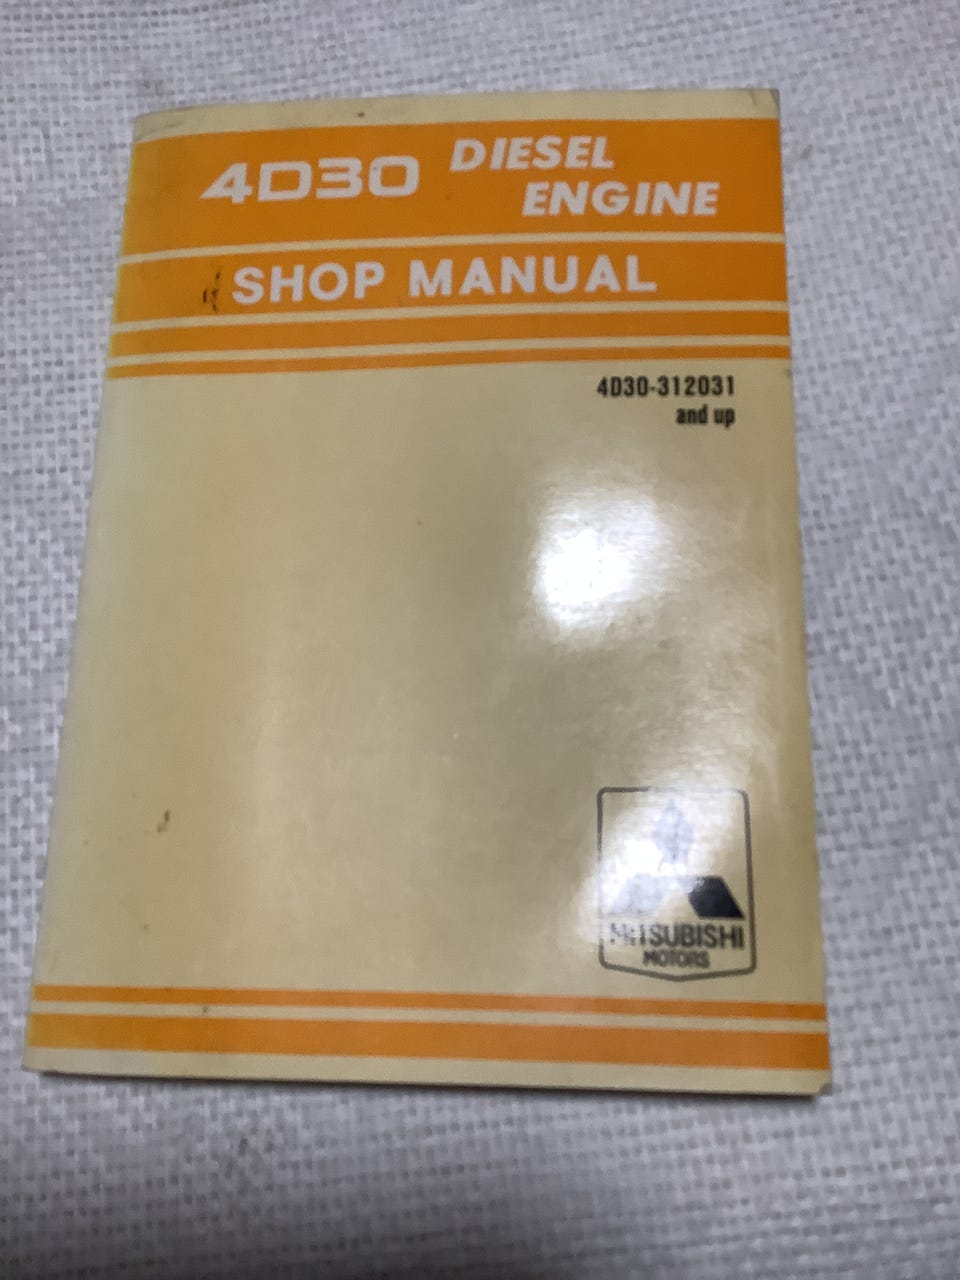 4D30 DIESEL
ENGINE
SHOP MANUAL
4D30-312031
and up
MITSUBISHI
MOTORS